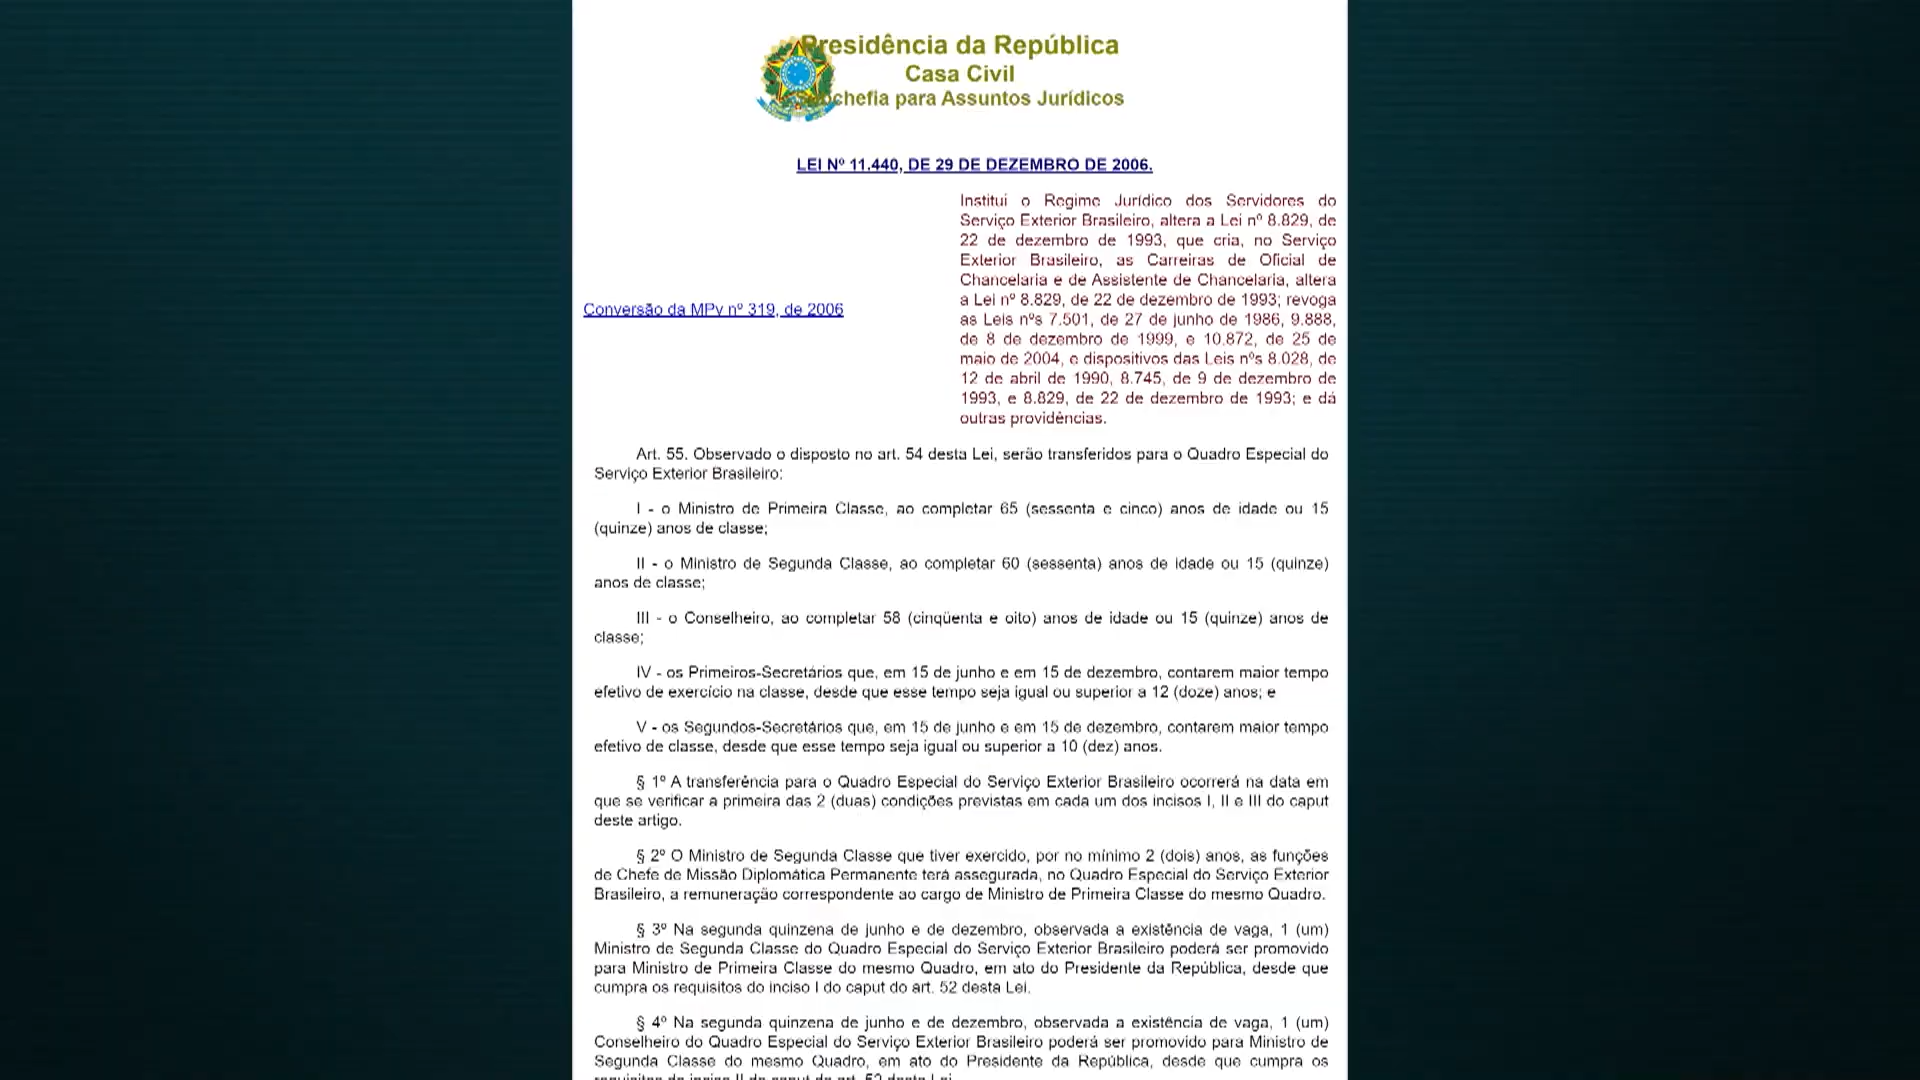 Presidência da República
Casa Civil
Subchefia para Assuntos Jurídicos
LEI Nº 11.440, DE 29 DE DEZEMBRO DE 2006.
Institui o Regime Jurídico dos Servidores do
Serviço Exterior Brasileiro, altera a Lei nº 8.829, de
22 de dezembro de 1993, que cria, no Serviço
Exterior Brasileiro, as Carreiras de Oficial de
Chancelaria e de Assistente de Chancelaria, altera
a Lei nº 8.829, de 22 de dezembro de 1993; revoga
as Leis nºs 7.501, de 27 de junho de 1986, 9.888,
de 8 de dezembro de 1999, e 10.872, de 25 de
maio de 2004, e dispositivos das Leis nºs 8.028, de
12 de abril de 1990, 8.745, de 9 de dezembro de
1993, e 8.829, de 22 de dezembro de 1993; e dá
outras providências.
Conversão da MPv nº 319, de 2006
Art. 55. Observado o disposto no art. 54 desta Lei, serão transferidos para o Quadro Especial do
Serviço Exterior Brasileiro:
I - o Ministro de Primeira Classe, ao completar 65 (sessenta e cinco) anos de idade ou 15
(quinze) anos de classe;
II - o Ministro de Segunda Classe, ao completar 60 (sessenta) anos de idade ou 15 (quinze)
anos de classe;
III - o Conselheiro, ao completar 58 (cinqüenta e oito) anos de idade ou 15 (quinze) anos de
classe;
IV - os Primeiros-Secretários que, em 15 de junho e em 15 de dezembro, contarem maior tempo
efetivo de exercício na classe, desde que esse tempo seja igual ou superior a 12 (doze) anos; e
V - os Segundos-Secretários que, em 15 de junho e em 15 de dezembro, contarem maior tempo
efetivo de classe, desde que esse tempo seja igual ou superior a 10 (dez) anos.
§ 1º A transferência para o Quadro Especial do Serviço Exterior Brasileiro ocorrerá na data em
que se verificar a primeira das 2 (duas) condições previstas em cada um dos incisos I, II e III do caput
deste artigo.
§ 2º O Ministro de Segunda Classe que tiver exercido, por no mínimo 2 (dois) anos, as funções
de Chefe de Missão Diplomática Permanente terá assegurada, no Quadro Especial do Serviço Exterior
Brasileiro, a remuneração correspondente ao cargo de Ministro de Primeira Classe do mesmo Quadro.
§ 3º Na segunda quinzena de junho e de dezembro, observada a existência de vaga, 1 (um)
Ministro de Segunda Classe do Quadro Especial do Serviço Exterior Brasileiro poderá ser promovido
para Ministro de Primeira Classe do mesmo Quadro, em ato do Presidente da República, desde que
cumpra os requisitos do inciso I do caput do art. 52 desta Lei.
§ 4º Na segunda quinzena de junho e de dezembro, observada a existência de vaga, 1 (um)
Conselheiro do Quadro Especial do Serviço Exterior Brasileiro poderá ser promovido para Ministro de
Segunda Classe do mesmo Quadro, em ato do Presidente da República, desde que cumpra os
requisitos do inciso II do caput do art. 52 desta Lei.